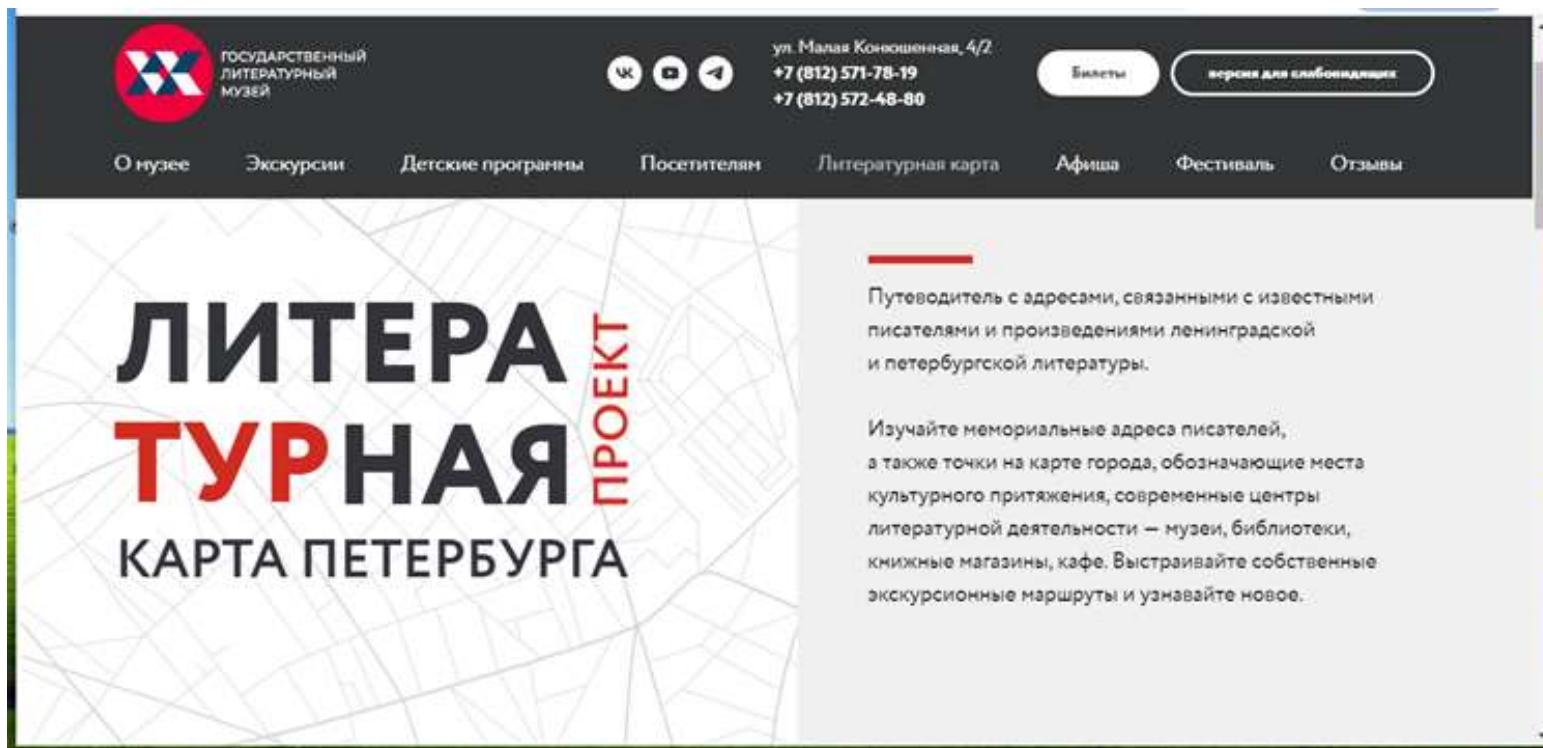 ГОСУДАРСТВЕННЫЙ
ЛИТЕРАТУРНЫЙ
МУЗЕЙ
ул. Малая Конюшенная, 4/2
+7 (812) 571-78-19
+7 (812) 572-48-80
Билеты
версия для слабовидящих
О музее
Экскурсии
Детские программы
Посетителям
Литературная карта
Афиша
Фестиваль
Отзывы
ЛИТЕРА
ТУРНАЯ
ПРОЕКТ
КАРТА ПЕТЕРБУРГА
Путеводитель с адресами, связанными с известными
писателями и произведениями ленинградской
и петербургской литературы.
Изучайте мемориальные адреса писателей,
а также точки на карте города, обозначающие места
культурного притяжения, современные центры
литературной деятельности — музеи, библиотеки,
книжные магазины, кафе. Выстраивайте собственные
экскурсионные маршруты и узнавайте новое.